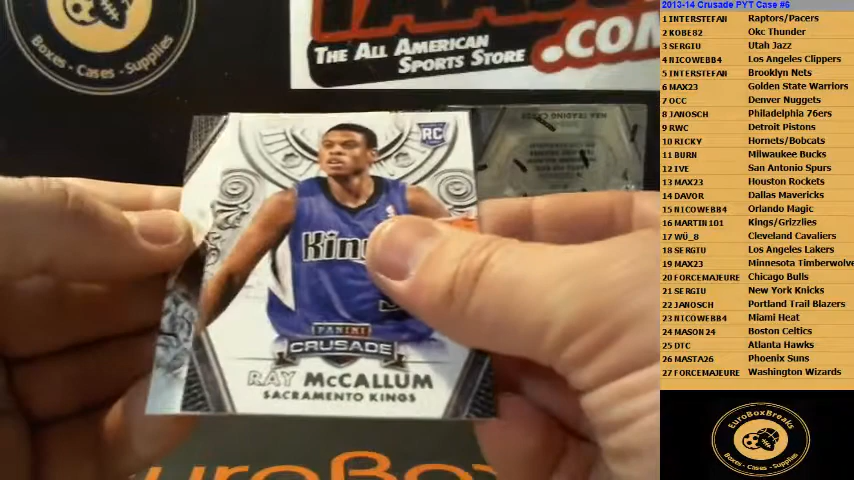 Boxes - Cases - Supplies
THE ALL AMERICAN
SPORTS STORE
.COM
RC
King
PANINI
CRUSADE
RAY McCALLUM
SACRAMENTO KINGS
EuroBox
2013-14 Crusade PYT Case #6
1 INTERSTEFAN Raptors/Pacers
2 KOBE82 Okc Thunder
3 SERGIU Utah Jazz
4 NICOWEBB4 Los Angeles Clippers
5 INTERSTEFAN Brooklyn Nets
6 MAX23 Golden State Warriors
7 OCC Denver Nuggets
8 JANOSCH Philadelphia 76ers
9 RWC Detroit Pistons
10 RICKY Hornets/Bobcats
11 BURN Milwaukee Bucks
12 IVE San Antonio Spurs
13 MAX23 Houston Rockets
14 DAVOR Dallas Mavericks
15 NICOWEBB4 Orlando Magic
16 MARTIN101 Kings/Grizzlies
17 WÜ_8 Cleveland Cavaliers
18 SERGIU Los Angeles Lakers
19 MAX23 Minnesota Timberwolve
20 FORCEMAJEURE Chicago Bulls
21 SERGIU New York Knicks
22 JANOSCH Portland Trail Blazers
23 NICOWEBB4 Miami Heat
24 MASON24 Boston Celtics
25 DTC Atlanta Hawks
26 MASTA26 Phoenix Suns
27 FORCEMAJEURE Washington Wizards
EuroBoxBreaks
Boxes - Cases - Supplies